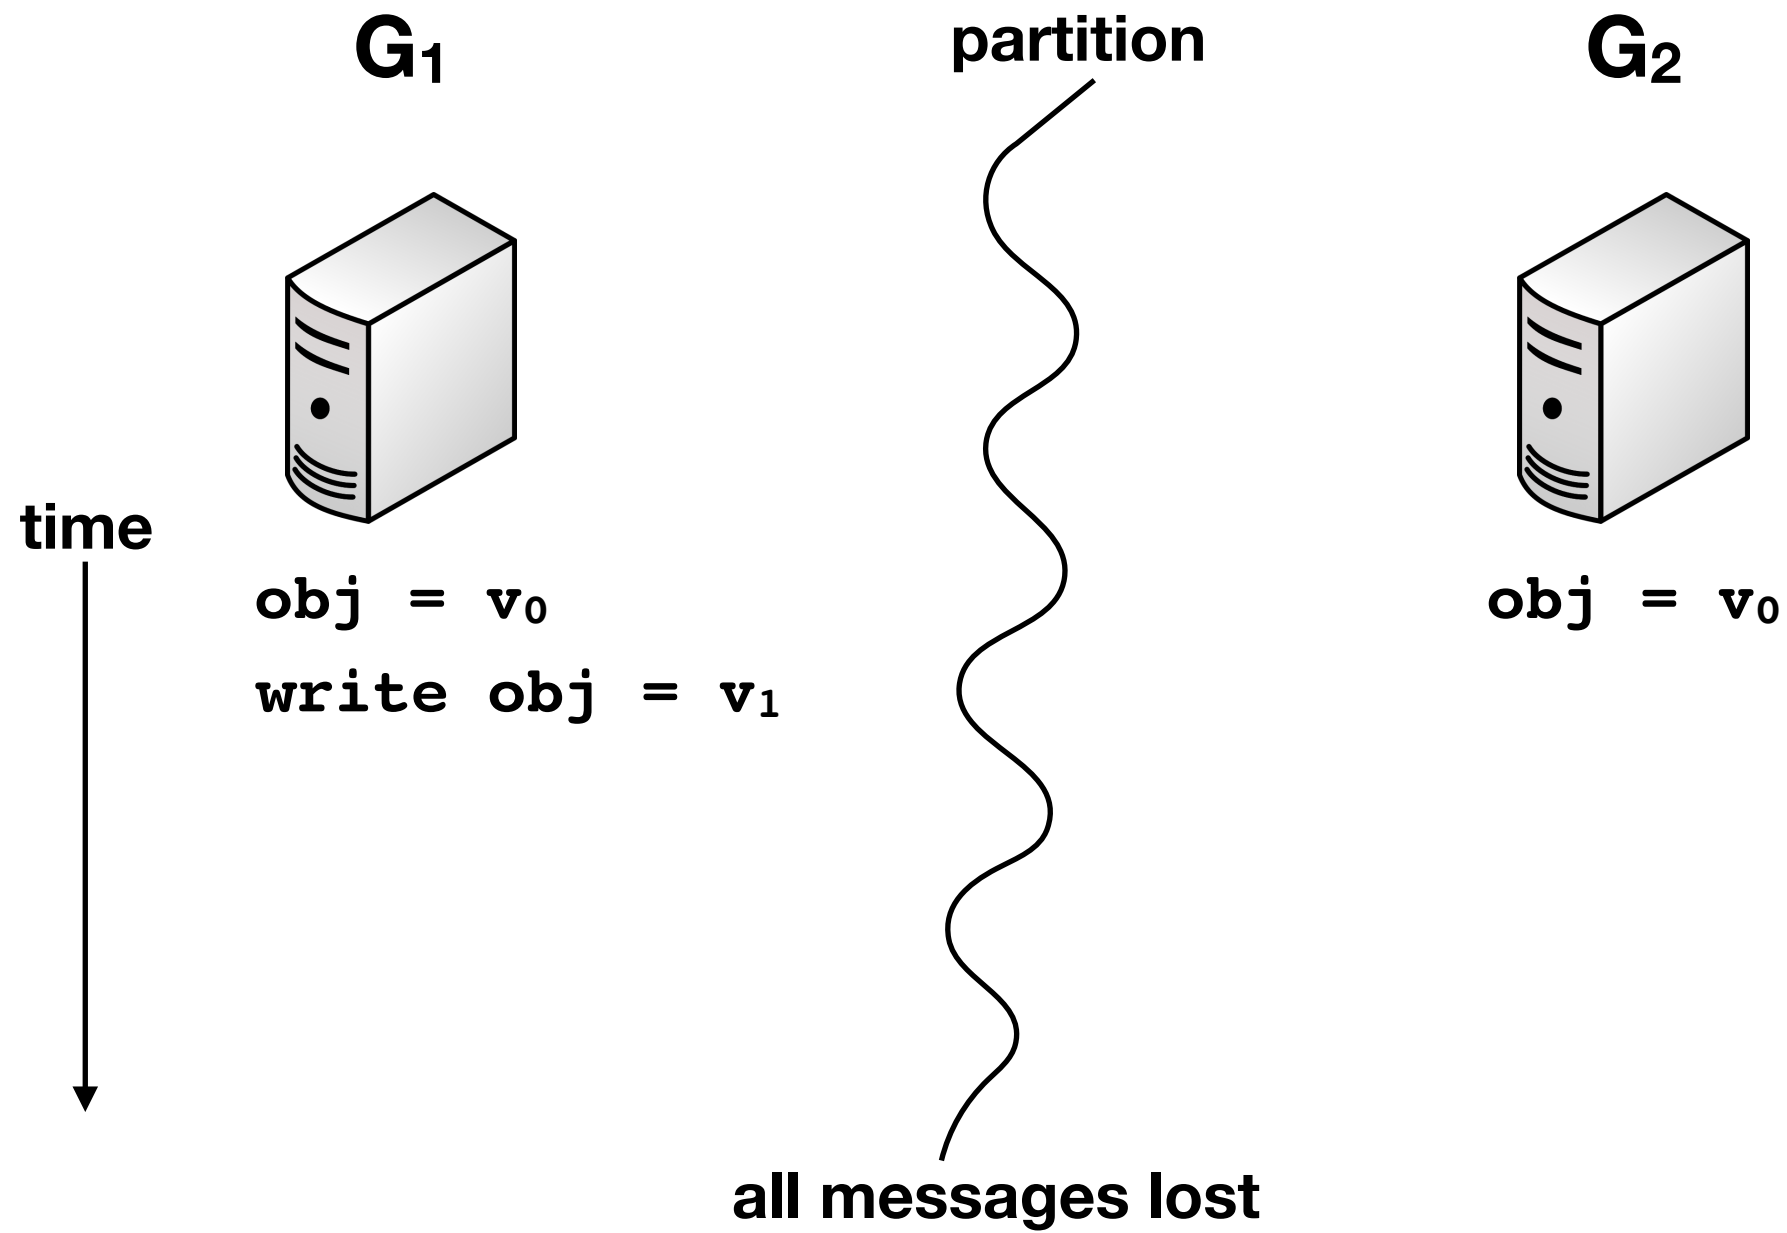 G₁
partition
G₂
time
obj = v₀
obj = v₀
write obj = v₁
all messages lost